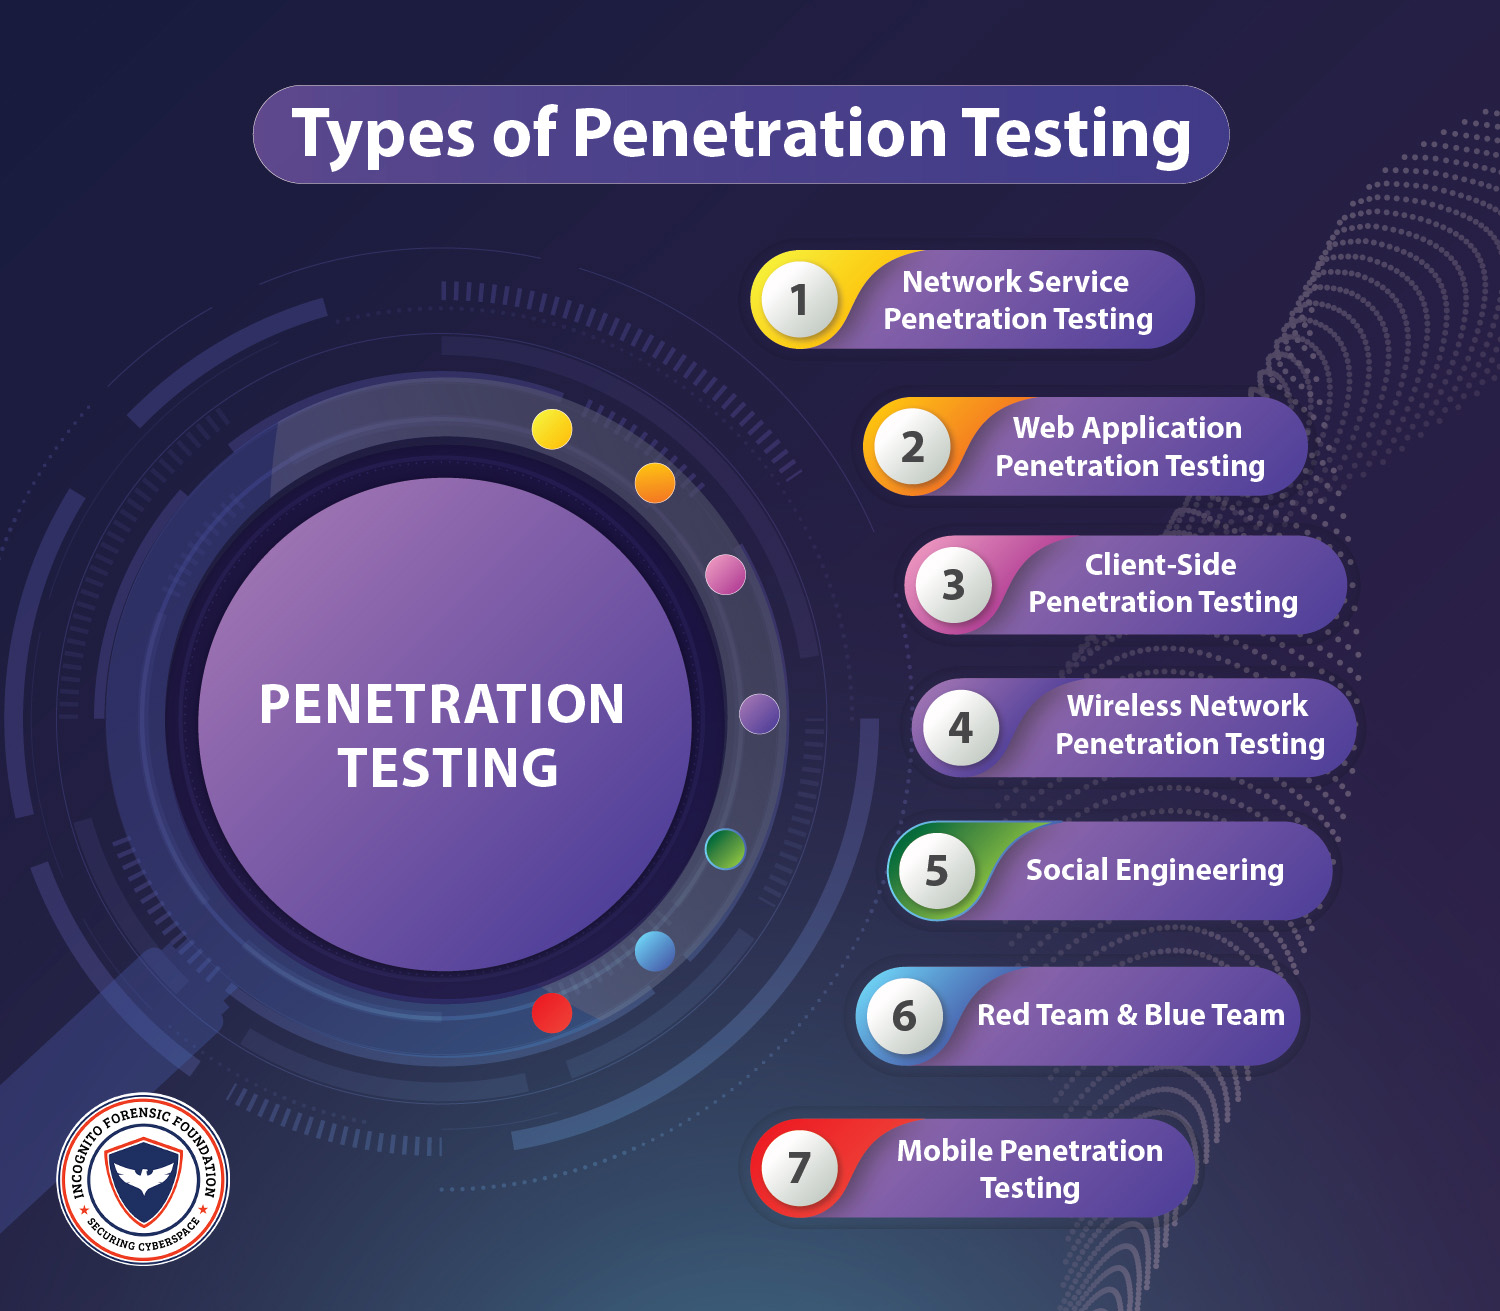 Types of Penetration Testing
1
Network Service
Penetration Testing
2
Web Application
Penetration Testing
3
Client-Side
Penetration Testing
4
Wireless Network
Penetration Testing
5
Social Engineering
6
Red Team & Blue Team
7
Mobile Penetration
Testing
PENETRATION
TESTING
INCOGNITO FORENSIC FOUNDATION
SECURING CYBERSPACE